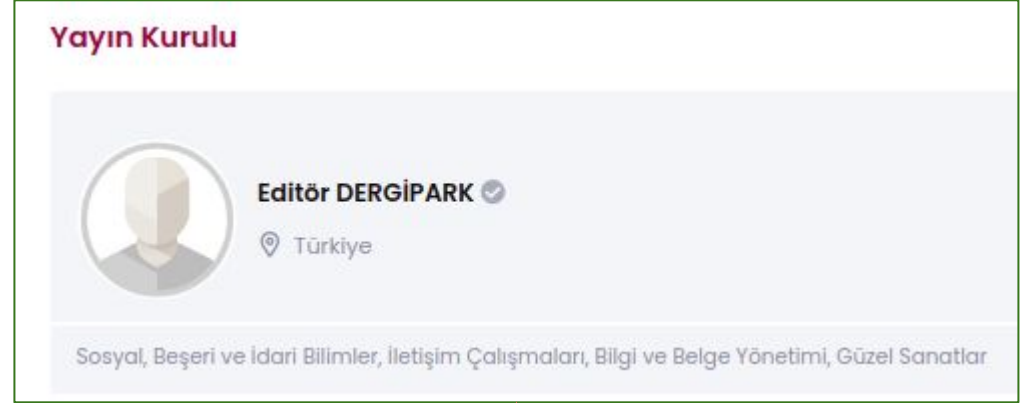 Yayın Kurulu
Editör DERGİPARK
Türkiye
Sosyal, Beşeri ve İdari Bilimler, İletişim Çalışmaları, Bilgi ve Belge Yönetimi, Güzel Sanatlar